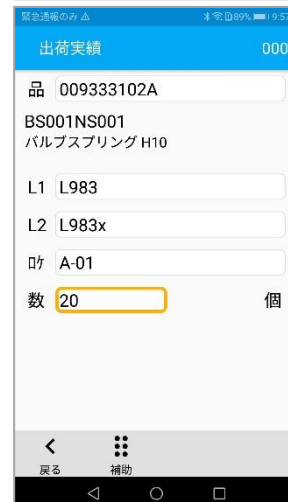 緊急通報のみ 89% 9:57
出荷実績 000
品 009333102A
BS001NS001
バルブスプリング H10
L1 L983
L2 L983x
ﾛｹ A-01
数 20 個
戻る 補助